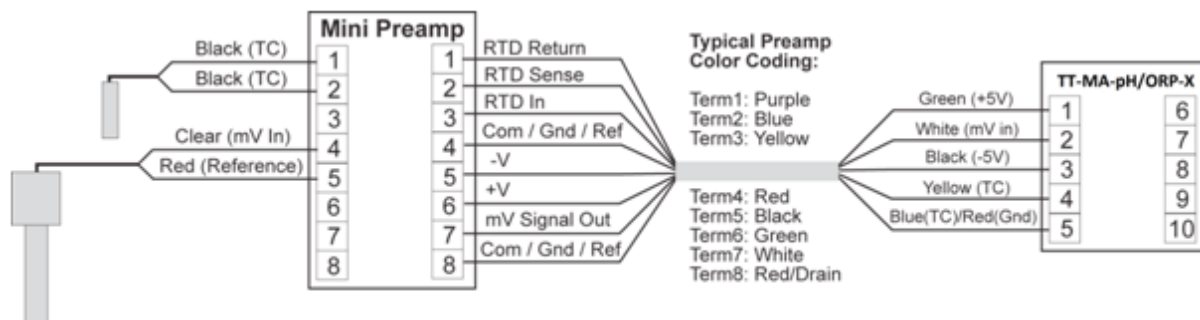 Mini Preamp
Black (TC)
Black (TC)
Clear (mV In)
Red (Reference)
1
2
3
4
5
6
7
8
1
2
3
4
5
6
7
8
RTD Return
RTD Sense
RTD In
Com / Gnd / Ref
-V
+V
mV Signal Out
Com / Gnd / Ref
Typical Preamp
Color Coding:
Term1: Purple
Term2: Blue
Term3: Yellow
Term4: Red
Term5: Black
Term6: Green
Term7: White
Term8: Red/Drain
Green (+5V)
White (mV in)
Black (-5V)
Yellow (TC)
Blue(TC)/Red(Gnd)
TT-MA-pH/ORP-X
1
2
3
4
5
6
7
8
9
10